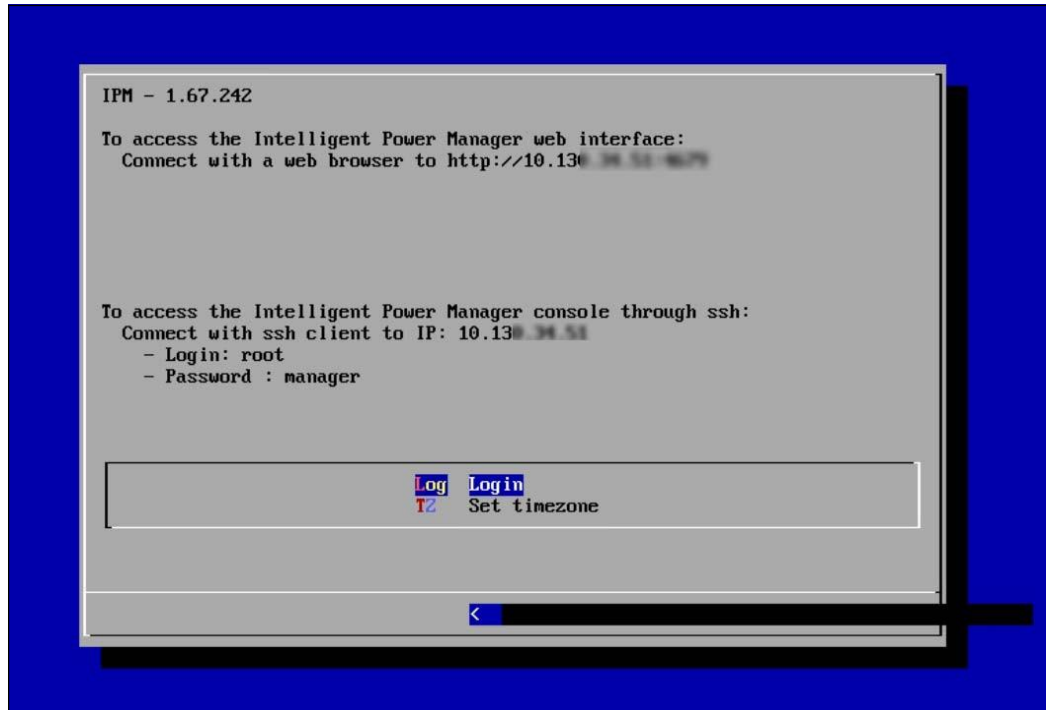 IPM - 1.67.242
To access the Intelligent Power Manager web interface:
Connect with a web browser to http://10.13
To access the Intelligent Power Manager console through ssh:
Connect with ssh client to IP: 10.13
- Login: root
- Password : manager
Log Login
TZ Set timezone
<